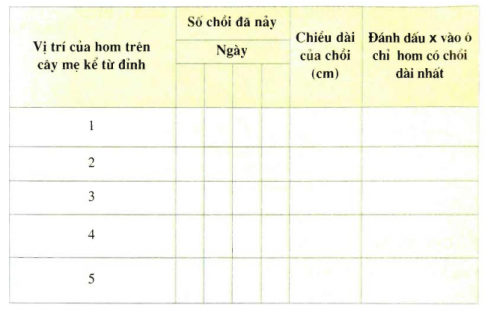 Vị trí của hom trên
cây mẹ kể từ đỉnh
Số chồi đã nảy
Ngày
Chiều dài
của chồi
(cm)
Đánh dấu x vào ô
chỉ hom có chồi
dài nhất
1
2
3
4
5